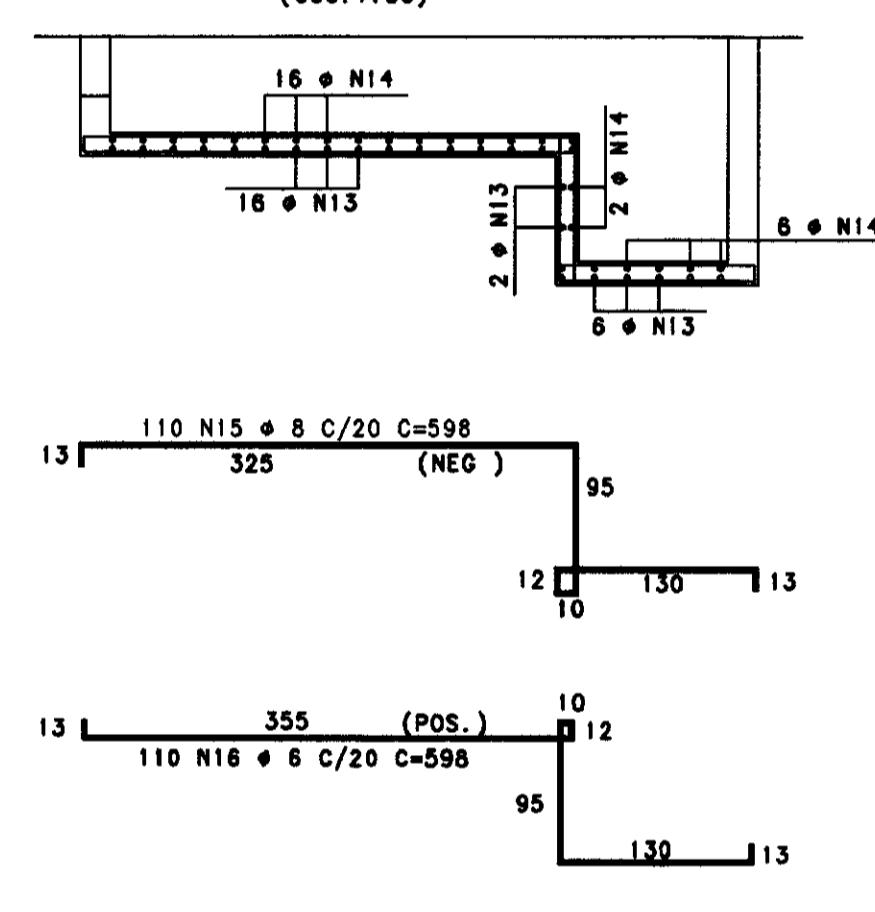 16 ø N14
16 ø N13
2 ø N13
2 ø N14
6 ø N14
6 ø N13
110 N15 ø 8 C/20 C=598
13
325 (NEG )
95
12
10
130
13
10
13
355 (POS.)
12
110 N16 ø 6 C/20 C=598
95
130
13